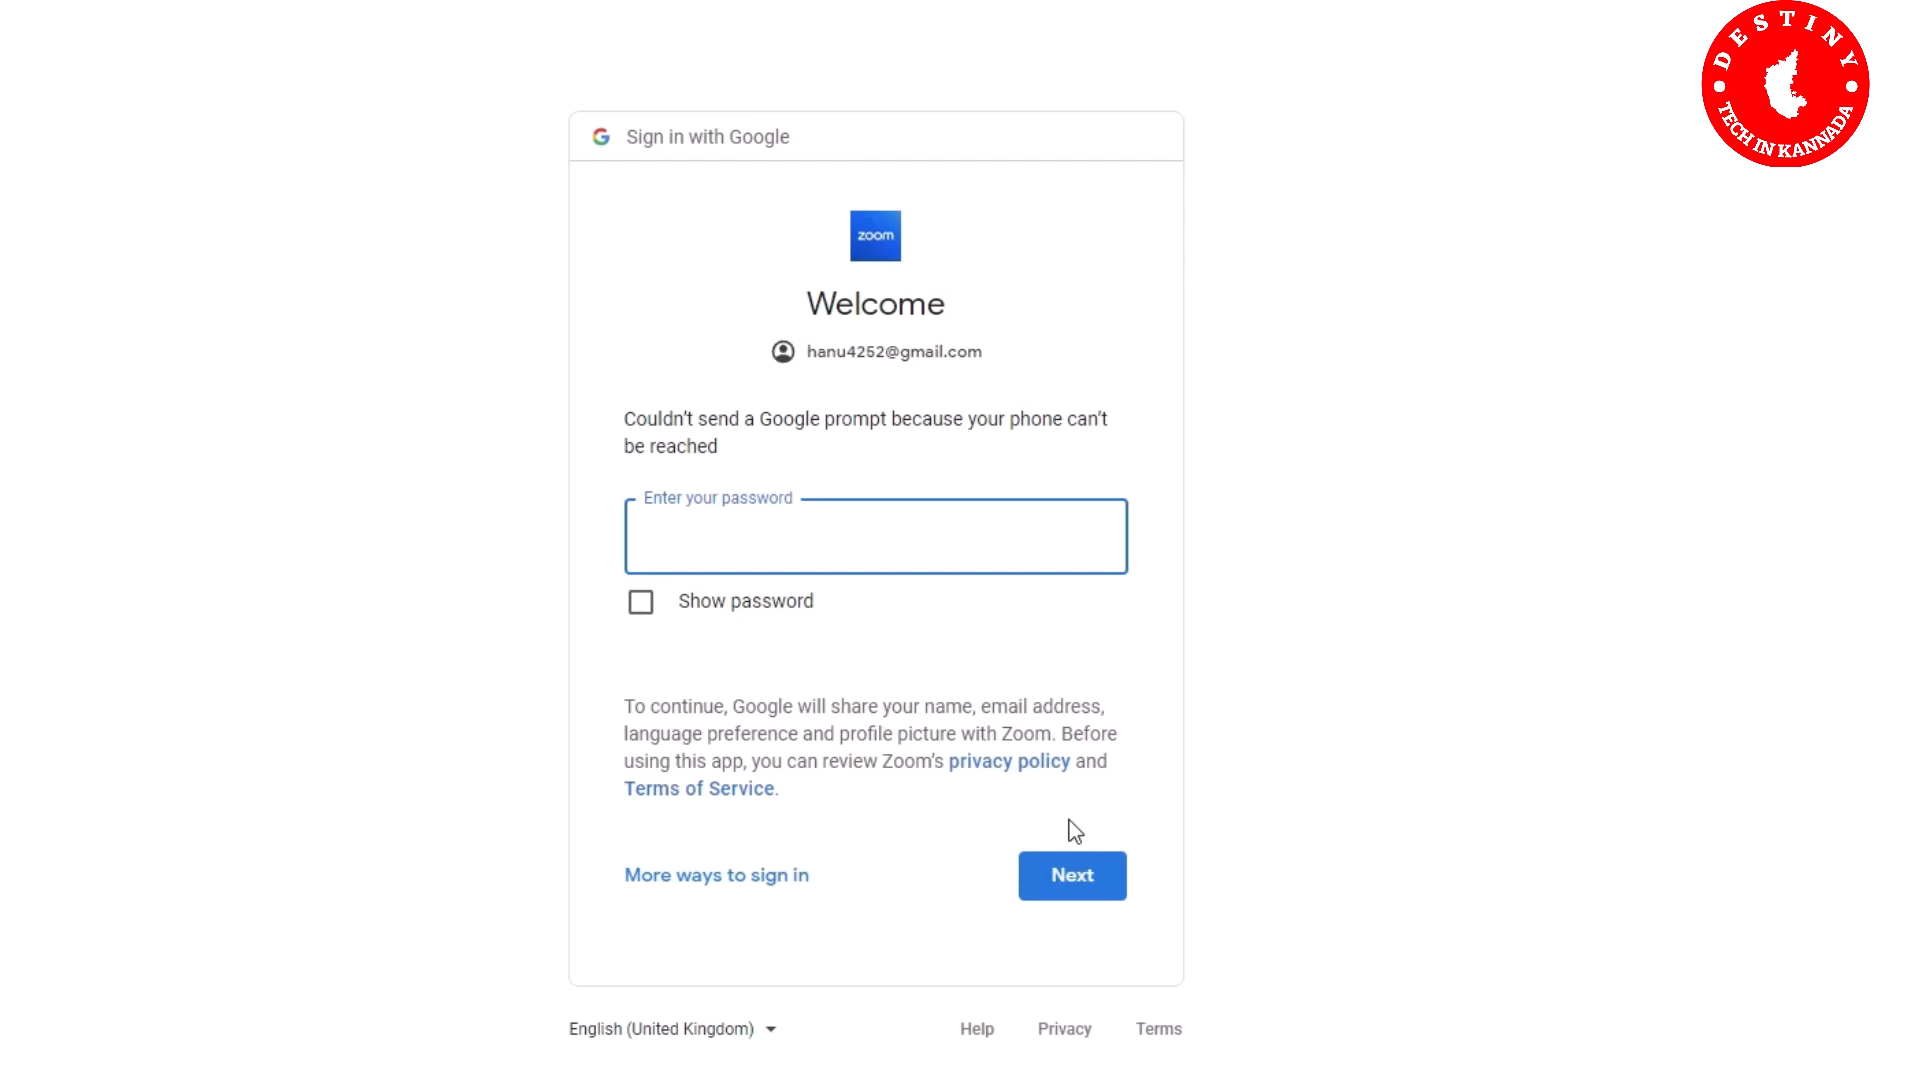 DESTINY
TECH IN KANNADA
Sign in with Google
zoom
Welcome
hanu4252@gmail.com
Couldn't send a Google prompt because your phone can't
be reached
Enter your password
Show password
To continue, Google will share your name, email address,
language preference and profile picture with Zoom. Before
using this app, you can review Zoom's privacy policy and
Terms of Service.
More ways to sign in
Next
English (United Kingdom)
Help
Privacy
Terms